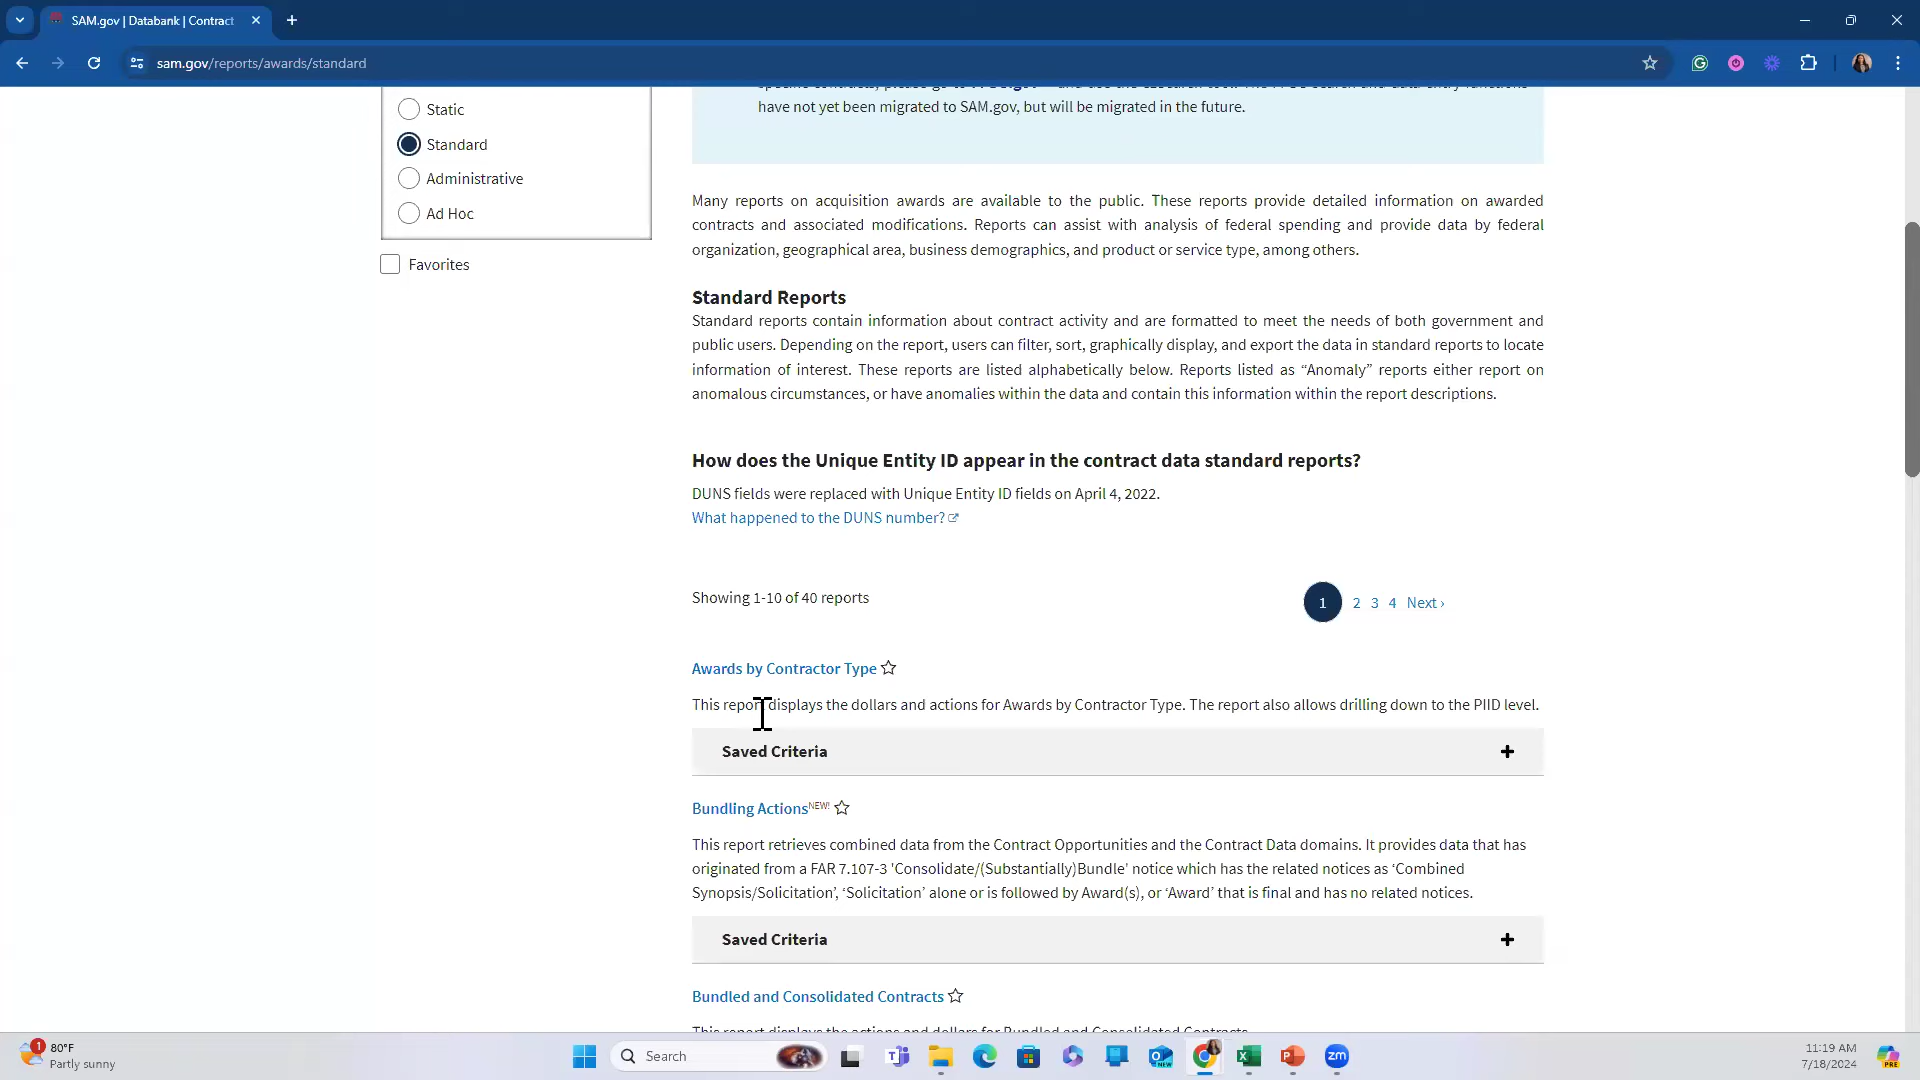 SAM.gov | Databank | Contract
sam.gov/reports/awards/standard
Static
Standard
Administrative
Ad Hoc
Favorites
have not yet been migrated to SAM.gov, but will be migrated in the future.
Many reports on acquisition awards are available to the public. These reports provide detailed information on awarded
contracts and associated modifications. Reports can assist with analysis of federal spending and provide data by federal
organization, geographical area, business demographics, and product or service type, among others.
Standard Reports
Standard reports contain information about contract activity and are formatted to meet the needs of both government and
public users. Depending on the report, users can filter, sort, graphically display, and export the data in standard reports to locate
information of interest. These reports are listed alphabetically below. Reports listed as “Anomaly” reports either report on
anomalous circumstances, or have anomalies within the data and contain this information within the report descriptions.
How does the Unique Entity ID appear in the contract data standard reports?
DUNS fields were replaced with Unique Entity ID fields on April 4, 2022.
What happened to the DUNS number?
Showing 1-10 of 40 reports
1 2 3 4 Next ›
Awards by Contractor Type
This report displays the dollars and actions for Awards by Contractor Type. The report also allows drilling down to the PIID level.
Saved Criteria +
Bundling Actions NEW!
This report retrieves combined data from the Contract Opportunities and the Contract Data domains. It provides data that has
originated from a FAR 7.107-3 'Consolidate/(Substantially)Bundle' notice which has the related notices as ‘Combined
Synopsis/Solicitation’, ‘Solicitation’ alone or is followed by Award(s), or ‘Award’ that is final and has no related notices.
Saved Criteria +
Bundled and Consolidated Contracts
This report displays the actions and dollars for Bundled and Consolidated Contracts
1
80°F
Partly sunny
Search
NEW
zm
PRE
11:19 AM
7/18/2024